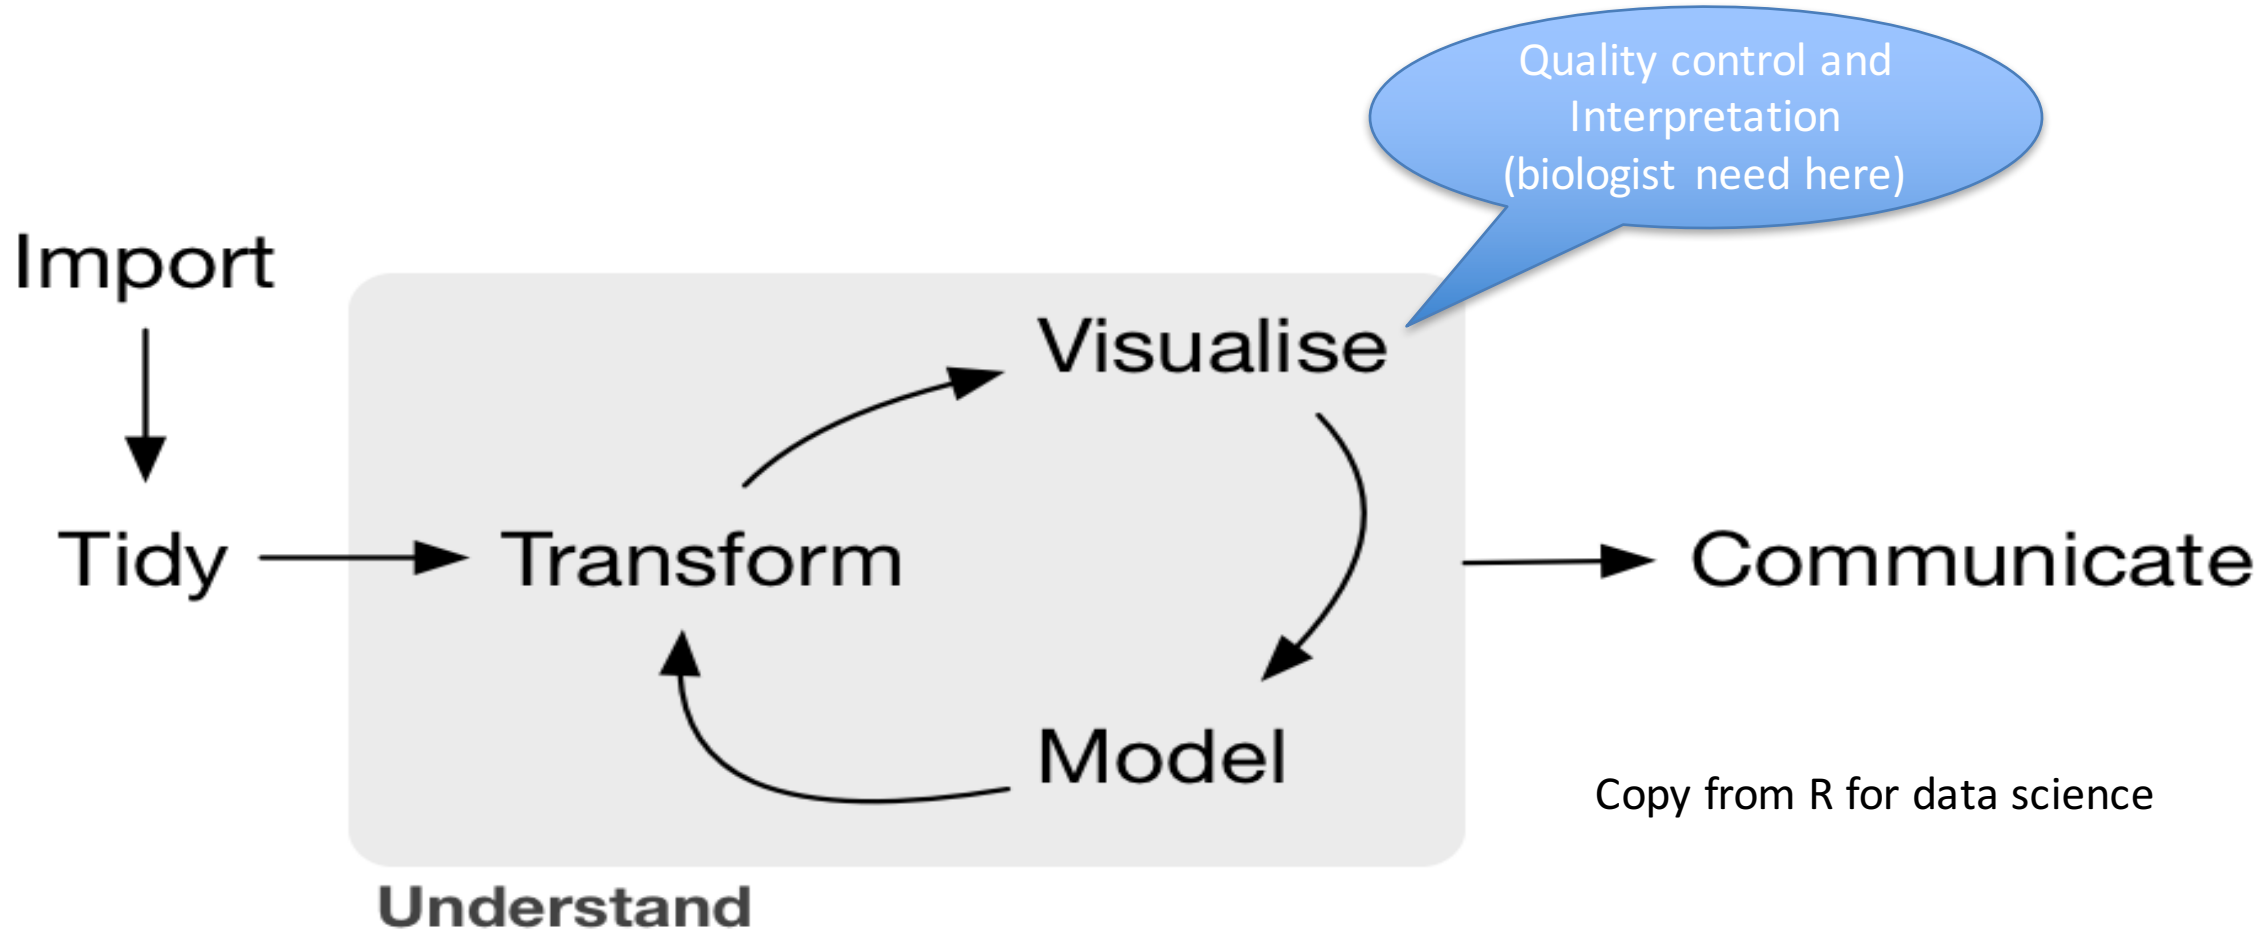 Quality control and
Interpretation
(biologist need here)
Import
Visualise
Tidy
Transform
Communicate
Model
Copy from R for data science
Understand